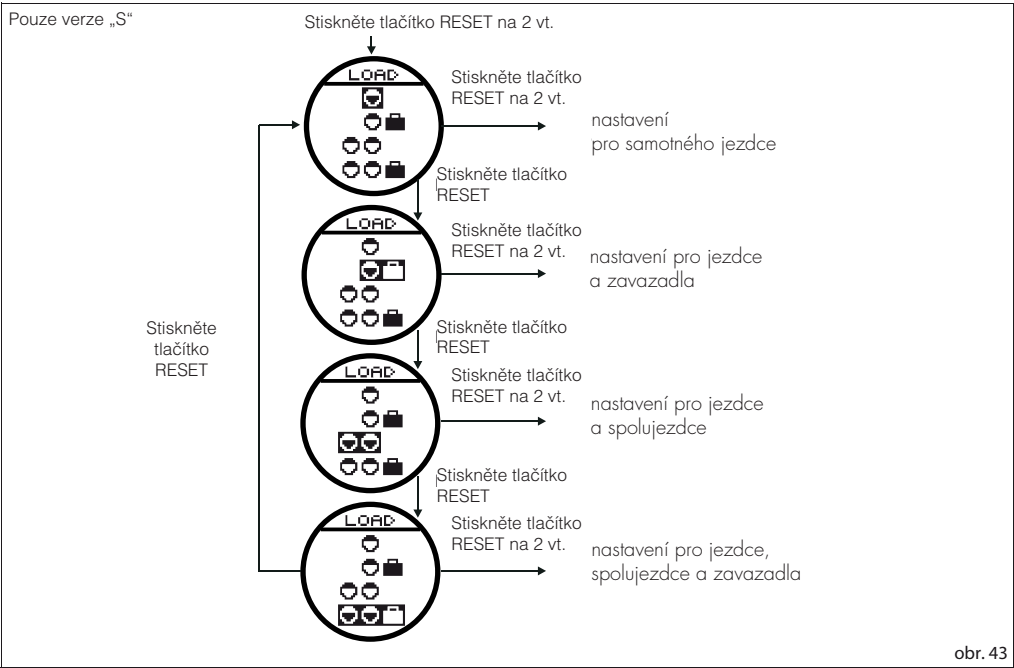 Pouze verze „S“
Stiskněte tlačítko RESET na 2 vt.
LOAD
Stiskněte tlačítko
RESET na 2 vt.
nastavení
pro samotného jezdce
Stiskněte tlačítko
RESET
LOAD
Stiskněte tlačítko
RESET na 2 vt.
nastavení pro jezdce
a zavazadla
Stiskněte
tlačítko
RESET
Stiskněte tlačítko
RESET
LOAD
Stiskněte tlačítko
RESET na 2 vt.
nastavení pro jezdce
a spolujezdce
Stiskněte tlačítko
RESET
LOAD
Stiskněte tlačítko
RESET na 2 vt.
nastavení pro jezdce,
spolujezdce a zavazadla
obr. 43